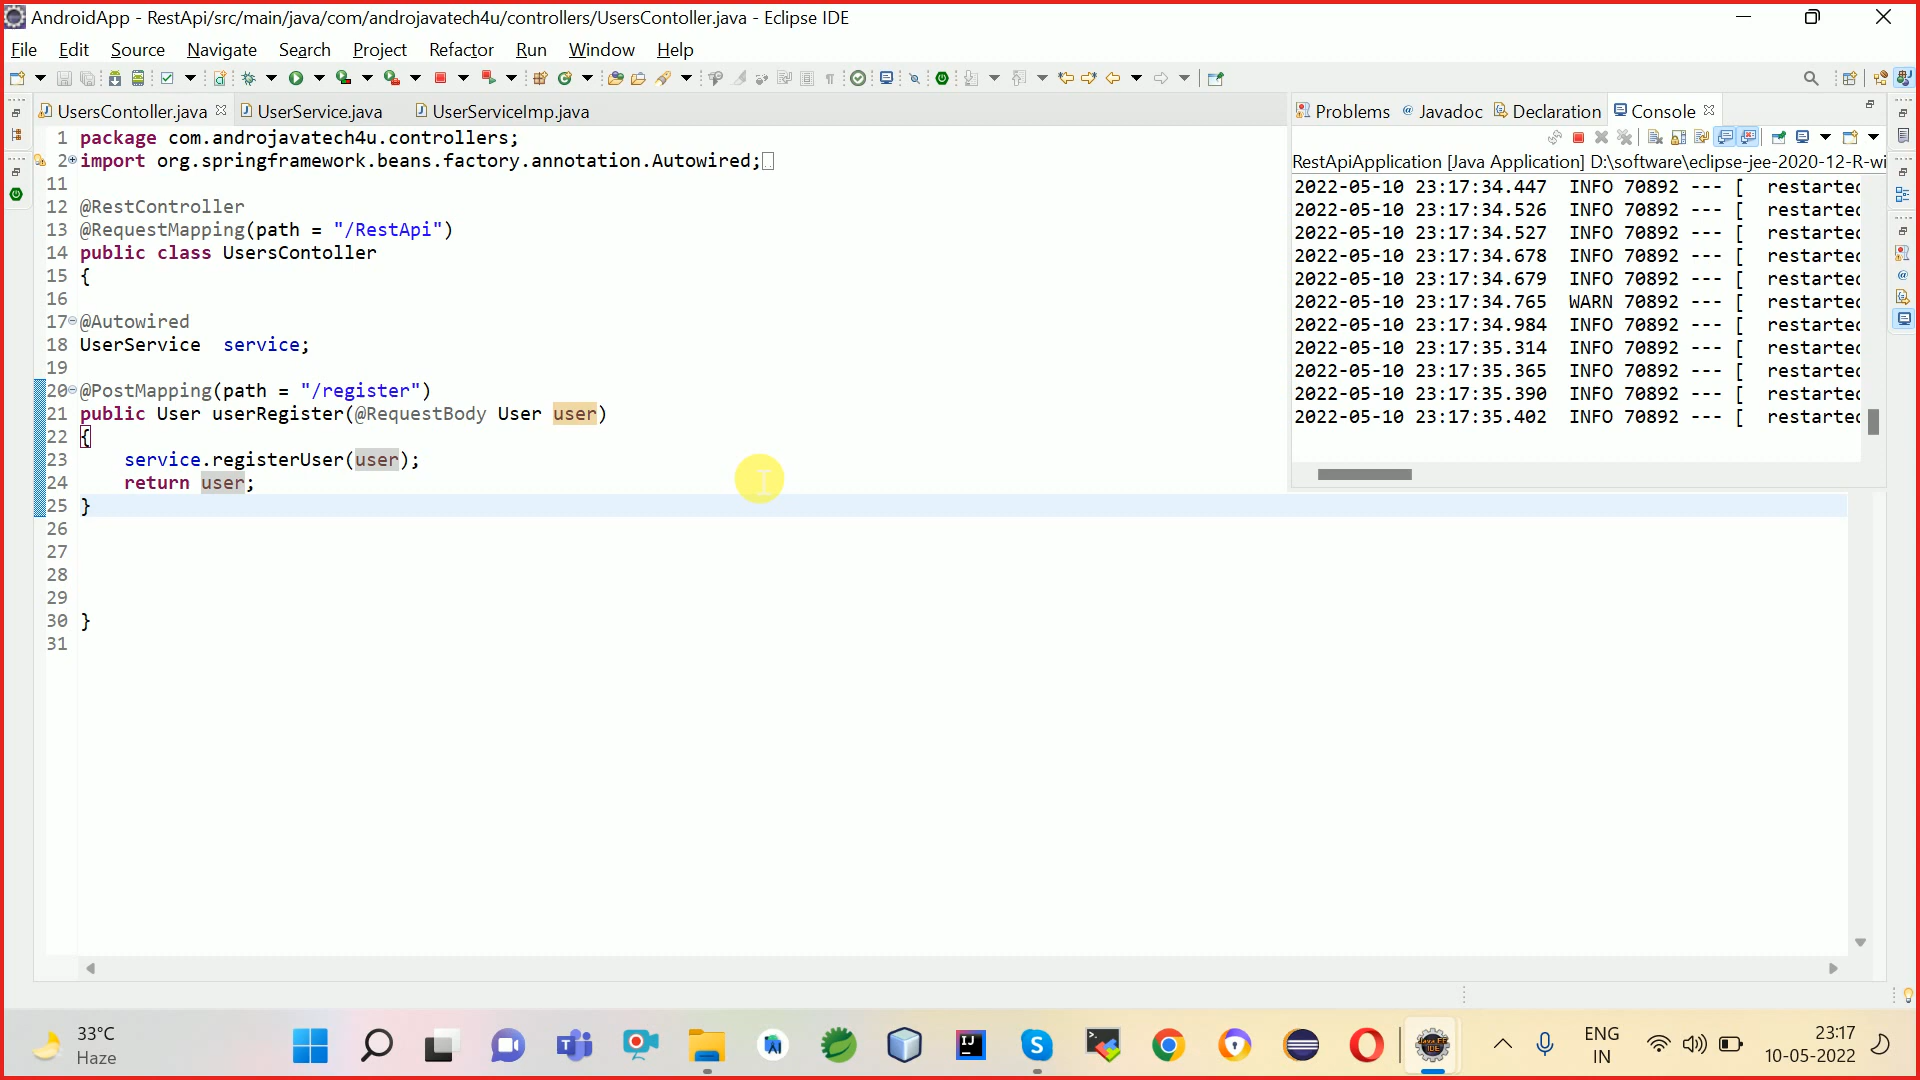 AndroidApp - RestApi/src/main/java/com/androjavatech4u/controllers/UsersContoller.java - Eclipse IDE
File Edit Source Navigate Search Project Refactor Run Window Help
UsersContoller.java UserService.java UserServiceImp.java
Problems @ Javadoc Declaration Console
1 package com.androjavatech4u.controllers;
2 import org.springframework.beans.factory.annotation.Autowired;
11
12 @RestController
13 @RequestMapping(path = "/RestApi")
14 public class UsersContoller
15 {
16
17 @Autowired
18 UserService service;
19
20 @PostMapping(path = "/register")
21 public User userRegister(@RequestBody User user)
22 {
23 service.registerUser(user);
24 return user;
25 }
26
27
28
29
30 }
31
RestApiApplication [Java Application] D:\software\eclipse-jee-2020-12-R-wi
2022-05-10 23:17:34.447 INFO 70892 --- [ restartec
2022-05-10 23:17:34.526 INFO 70892 --- [ restartec
2022-05-10 23:17:34.527 INFO 70892 --- [ restartec
2022-05-10 23:17:34.678 INFO 70892 --- [ restartec
2022-05-10 23:17:34.679 INFO 70892 --- [ restartec
2022-05-10 23:17:34.765 WARN 70892 --- [ restartec
2022-05-10 23:17:34.984 INFO 70892 --- [ restartec
2022-05-10 23:17:35.314 INFO 70892 --- [ restartec
2022-05-10 23:17:35.365 INFO 70892 --- [ restartec
2022-05-10 23:17:35.390 INFO 70892 --- [ restartec
2022-05-10 23:17:35.402 INFO 70892 --- [ restartec
33°C
Haze
ENG
IN
23:17
10-05-2022